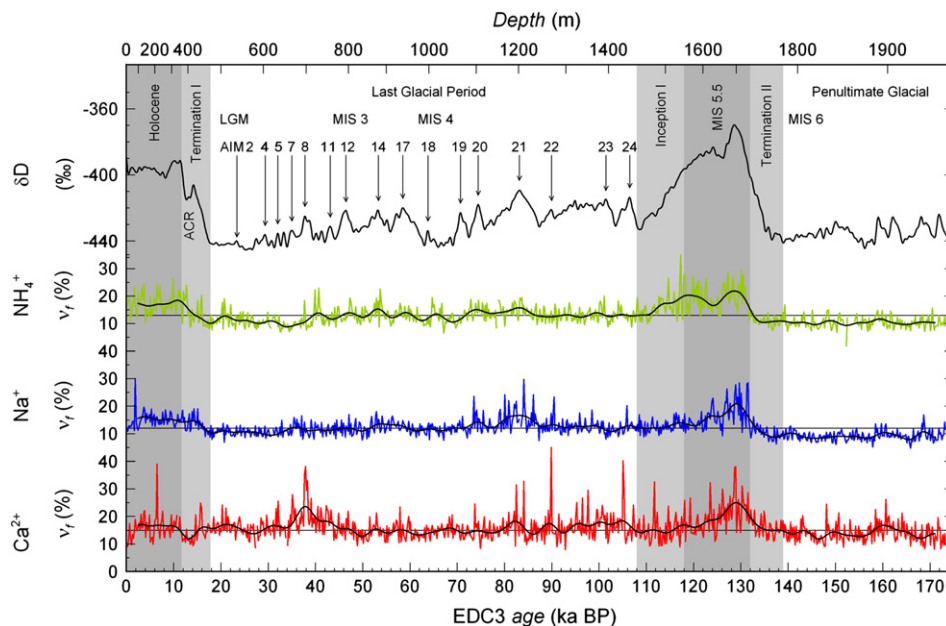 Depth (m)
0 200 400 600 800 1000 1200 1400 1600 1800 2000
Holocene
Termination I
Last Glacial Period
Inception I
MIS 5.5
Termination II
Penultimate Glacial
LGM MIS 3 MIS 4 MIS 6
AIM 2 4 5 7 8 11 12 14 17 18 19 20 21 22 23 24
ACR
δD
(‰)
-360
-400
-440
NH₄⁺
νf (%)
30
20
10
40
Na⁺
νf (%)
30
20
10
40
Ca²⁺
νf (%)
30
20
10
0 10 20 30 40 50 60 70 80 90 100 110 120 130 140 150 160 170
EDC3 age (ka BP)